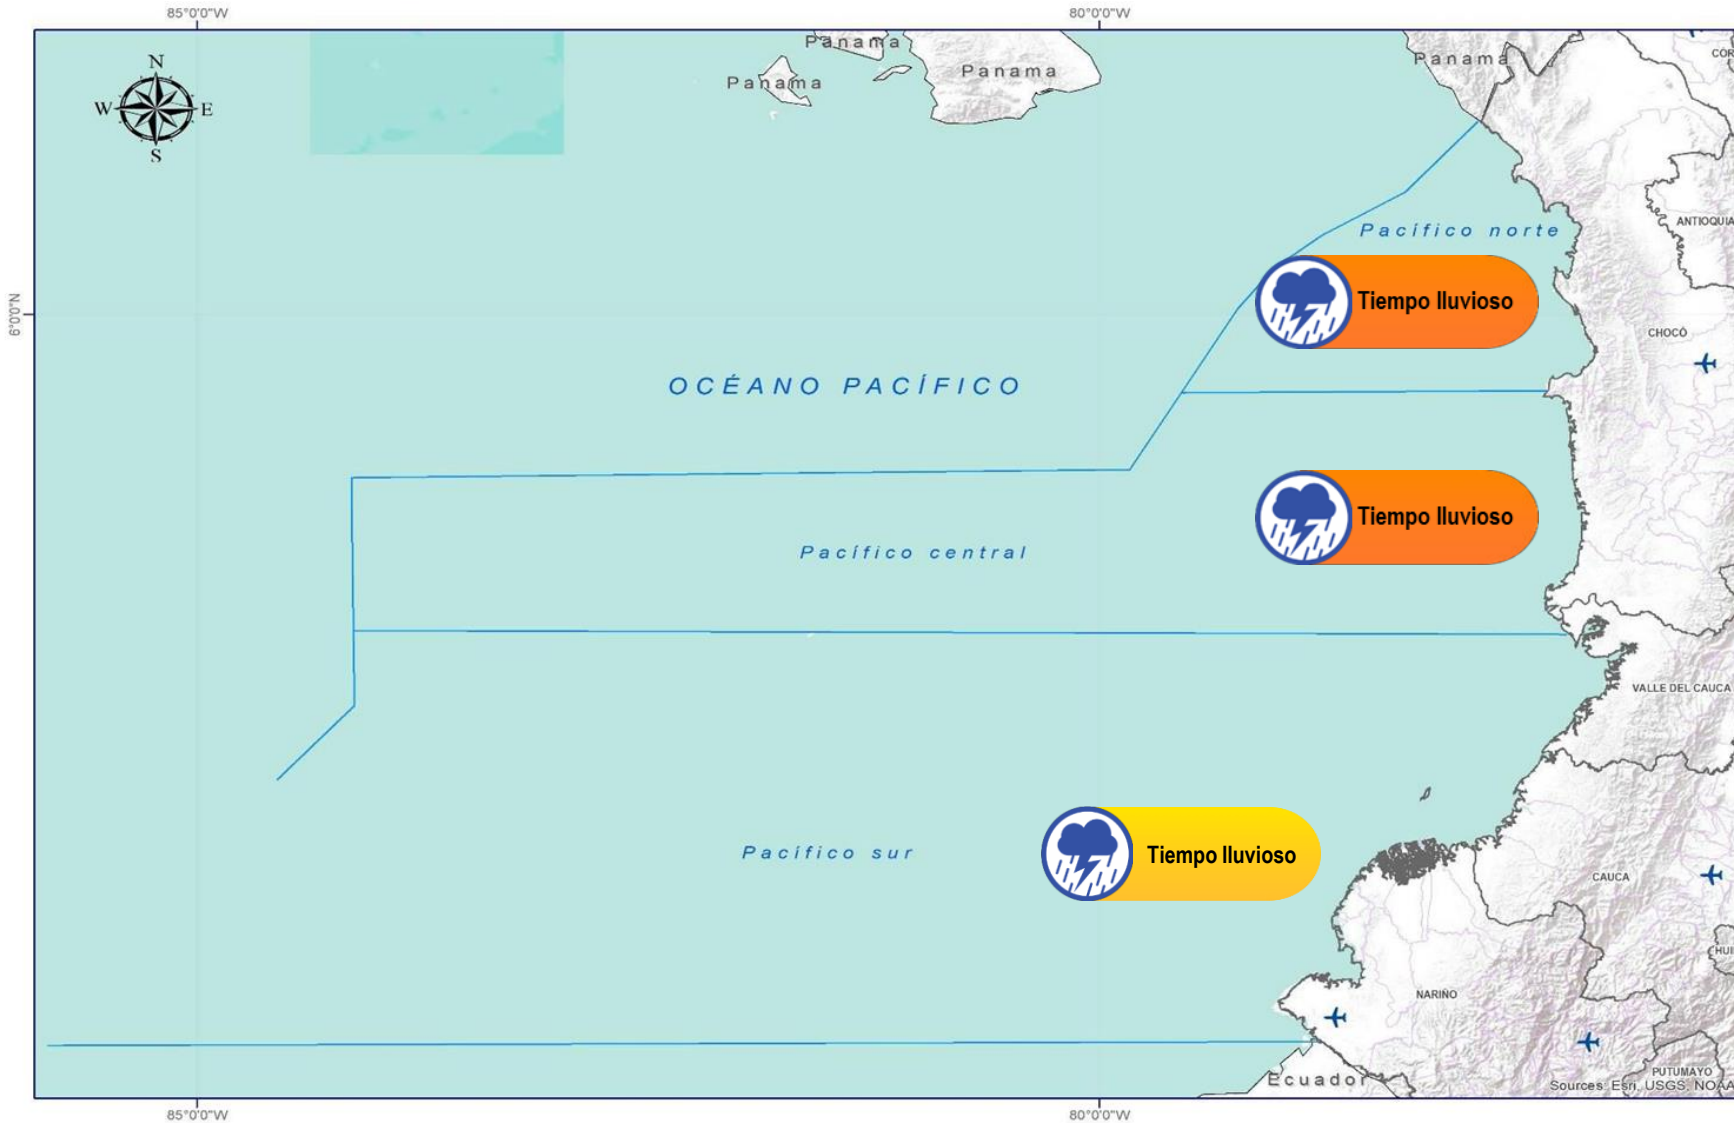 85°0'0"W
80°0'0"W
N
W
E
S
Panama
Panama
Panama
Panama
COR
ANTIOQUIA
Pacífico norte
6°0'0"N
Tiempo lluvioso
CHOCÓ
OCÉANO PACÍFICO
Tiempo lluvioso
Pacífico central
VALLE DEL CAUCA
Pacífico sur
Tiempo lluvioso
CAUCA
HUI
NARIÑO
PUTUMAYO
Ecuador
Sources: Esri, USGS, NOAA
85°0'0"W
80°0'0"W